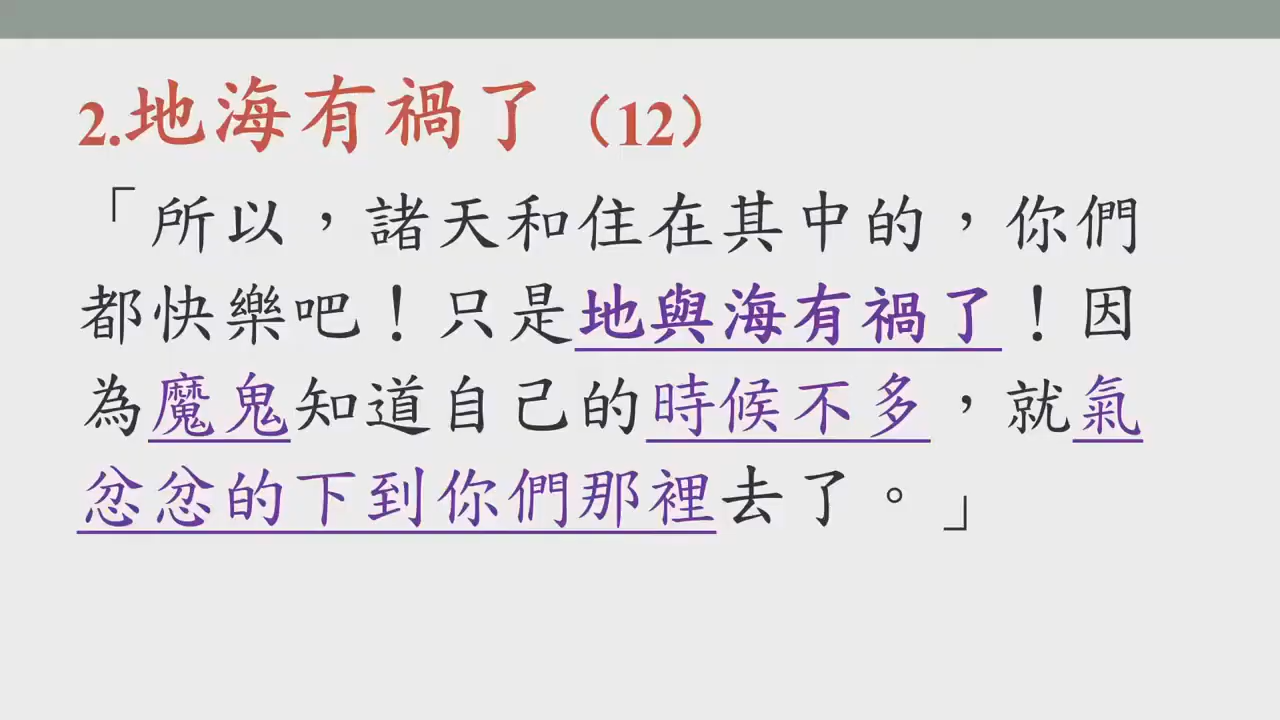 2.地海有禍了（12）
「所以，諸天和住在其中的，你們
都快樂吧！只是地與海有禍了！因
為魔鬼知道自己的時候不多，就氣
忿忿的下到你們那裡去了。」